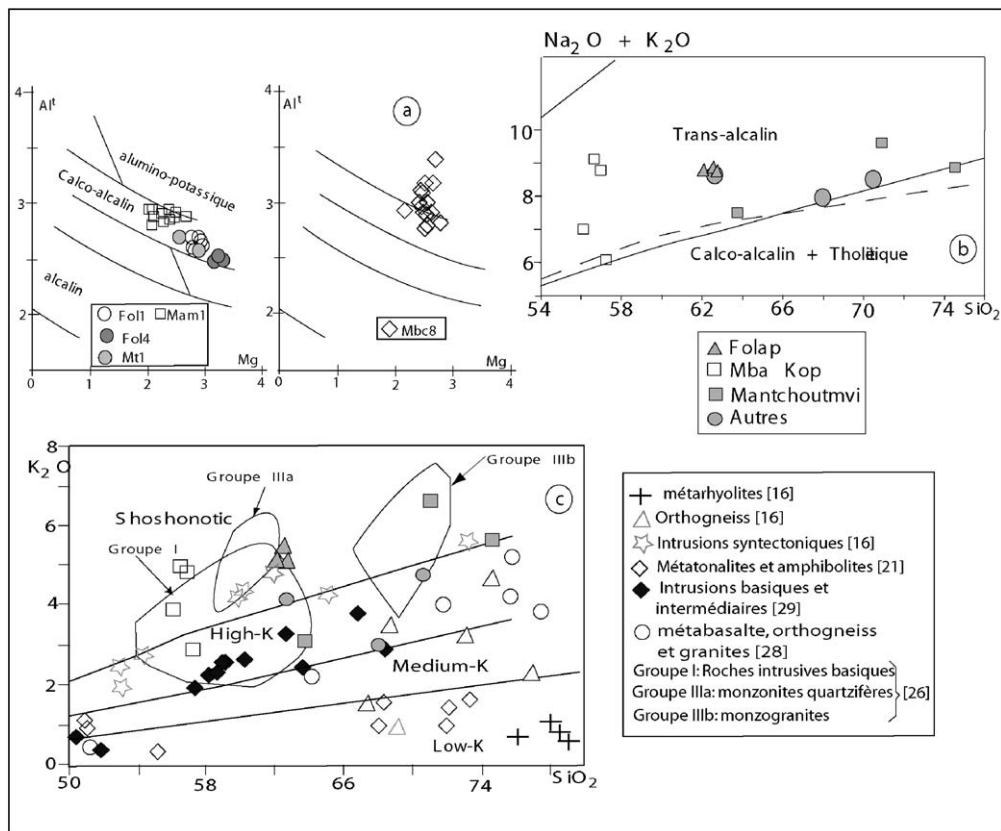 4
Al^t
3
2
0 1 2 3 4
Mg
alumino-potassique
Calco-alcalin
alcalin
Fol1 Mam1
Fol4
Mt1
a
4
Al^t
3
2
0 1 2 3 4
Mg
Mbc8
Na2 O + K2O
10
8
6
Trans-alcalin
Calco-alcalin +
b
54 58 62 66 70 74 SiO2
Folap
Mba Kop
Mantchoutmvi
Autres
8
K2 O
6
4
2
0
Groupe IIIa
Groupe IIIb
c
Shoshonotic
Groupe I
High-K
Medium-K
Low-K
50 58 66 74 SiO2
métarhyolites [16]
Orthogneiss [16]
Intrusions syntectoniques [16]
Métatonalites et amphibolites [21]
Intrusions basiques et
intermédiaires [29]
métabasalte, orthogneiss
et granites [28]
Groupe I: Roches intrusives basiques
Groupe IIIa: monzonites quartzifères [26]
Groupe IIIb: monzogranites